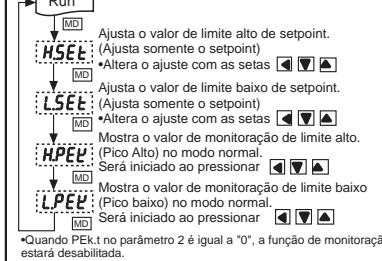 Run
MD
Ajusta o valor de limite alto de setpoint.
H.SEt (Ajusta somente o setpoint)
•Altera o ajuste com as setas ◀ ▼ ▲
MD
Ajusta o valor de limite baixo de setpoint.
L.SEt (Ajusta somente o setpoint)
•Altera o ajuste com as setas ◀ ▼ ▲
MD
Mostra o valor de monitoração de limite alto.
H.PEK (Pico Alto) no modo normal.
Será iniciado ao pressionar ◀ ▼ ▲
MD
Mostra o valor de monitoração de limite baixo
L.PEK (Pico baixo) no modo normal.
Será iniciado ao pressionar ◀ ▼ ▲
MD
•Quando PEk.t no parâmetro 2 é igual a "0", a função de monitoraçã
estará desabilitada.